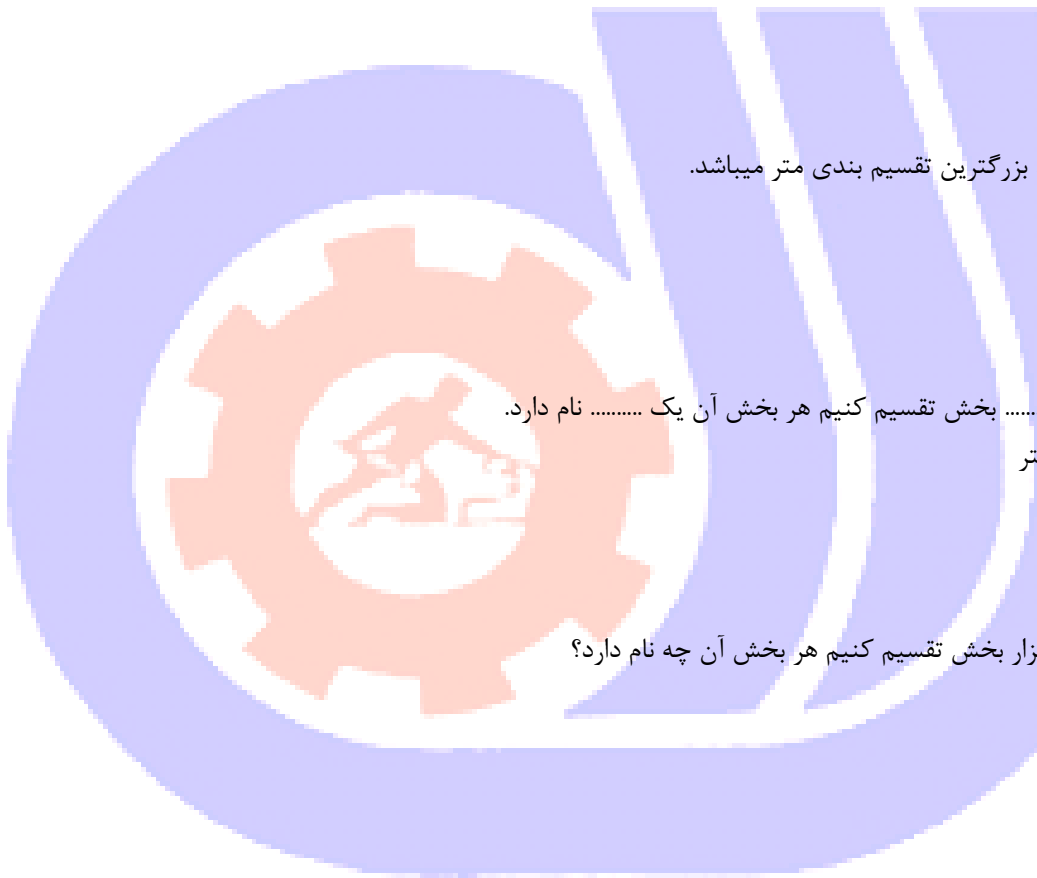 بزرگترین تقسیم بندی متر میباشد.
...... بخش تقسیم کنیم هر بخش آن یک .......... نام دارد.
تر
زار بخش تقسیم کنیم هر بخش آن چه نام دارد؟